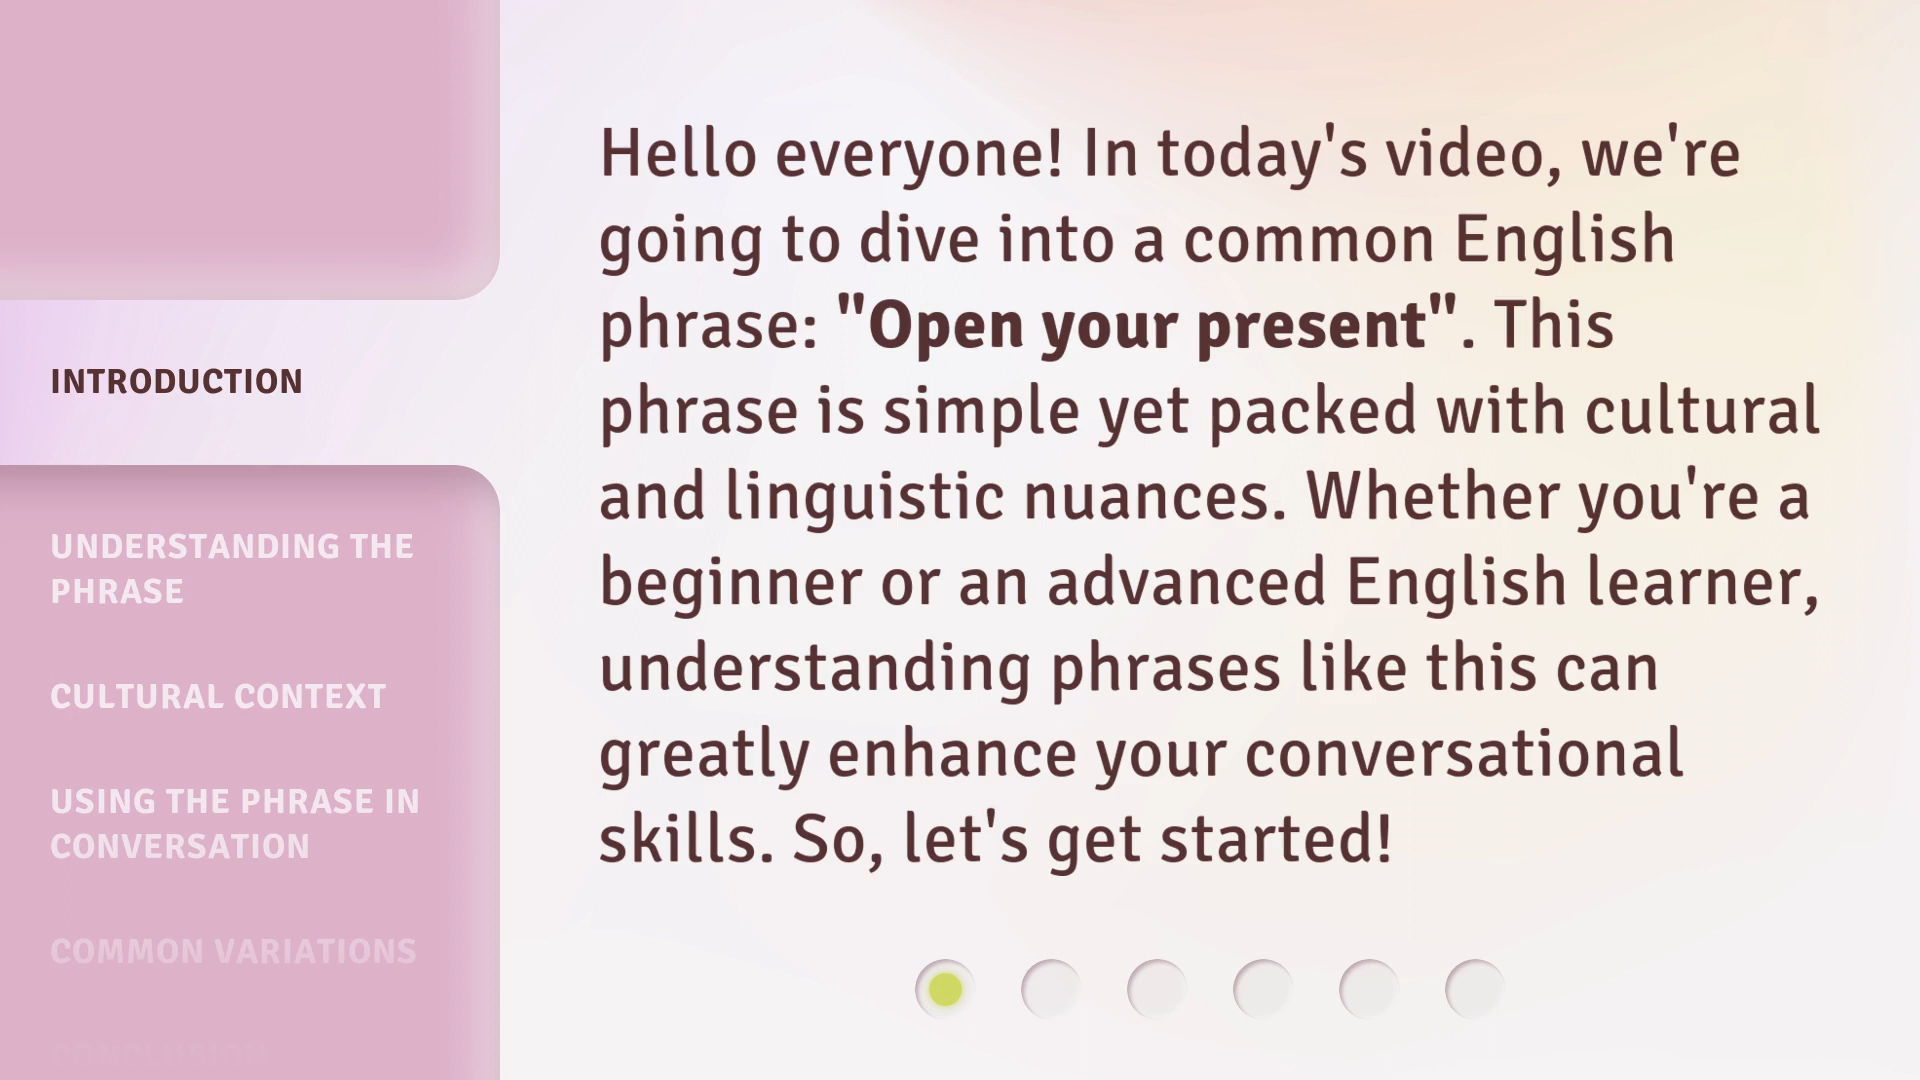 INTRODUCTION
UNDERSTANDING THE
PHRASE
CULTURAL CONTEXT
USING THE PHRASE IN
CONVERSATION
COMMON VARIATIONS
CONCLUSION
Hello everyone! In today's video, we're
going to dive into a common English
phrase: "Open your present". This
phrase is simple yet packed with cultural
and linguistic nuances. Whether you're a
beginner or an advanced English learner,
understanding phrases like this can
greatly enhance your conversational
skills. So, let's get started!